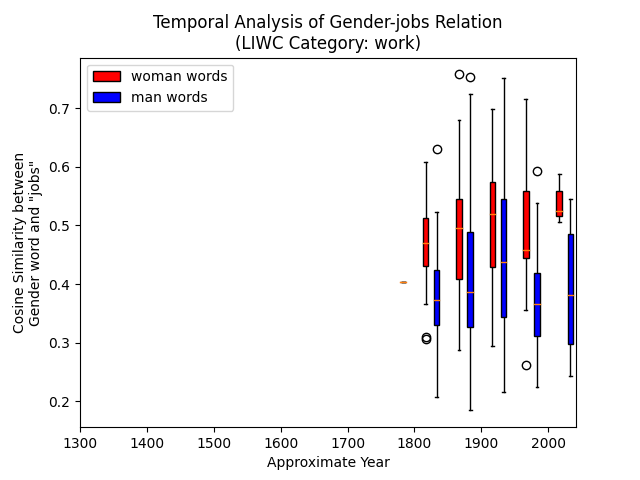 Temporal Analysis of Gender-jobs Relation
(LIWC Category: work)
woman words
man words
Cosine Similarity between
Gender word and "jobs"
0.7
0.6
0.5
0.4
0.3
0.2
1300 1400 1500 1600 1700 1800 1900 2000
Approximate Year